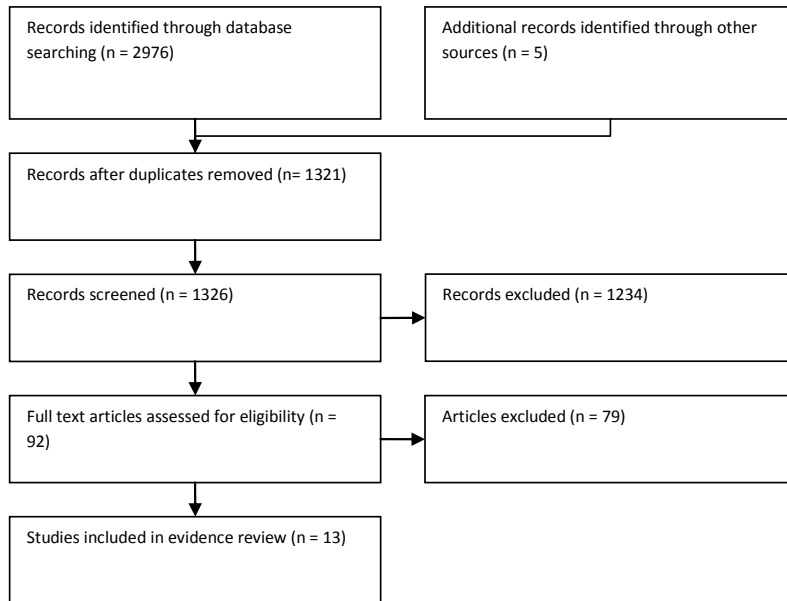 Records identified through database
searching (n = 2976)
Additional records identified through other
sources (n = 5)
Records after duplicates removed (n= 1321)
Records screened (n = 1326)
Records excluded (n = 1234)
Full text articles assessed for eligibility (n =
92)
Articles excluded (n = 79)
Studies included in evidence review (n = 13)